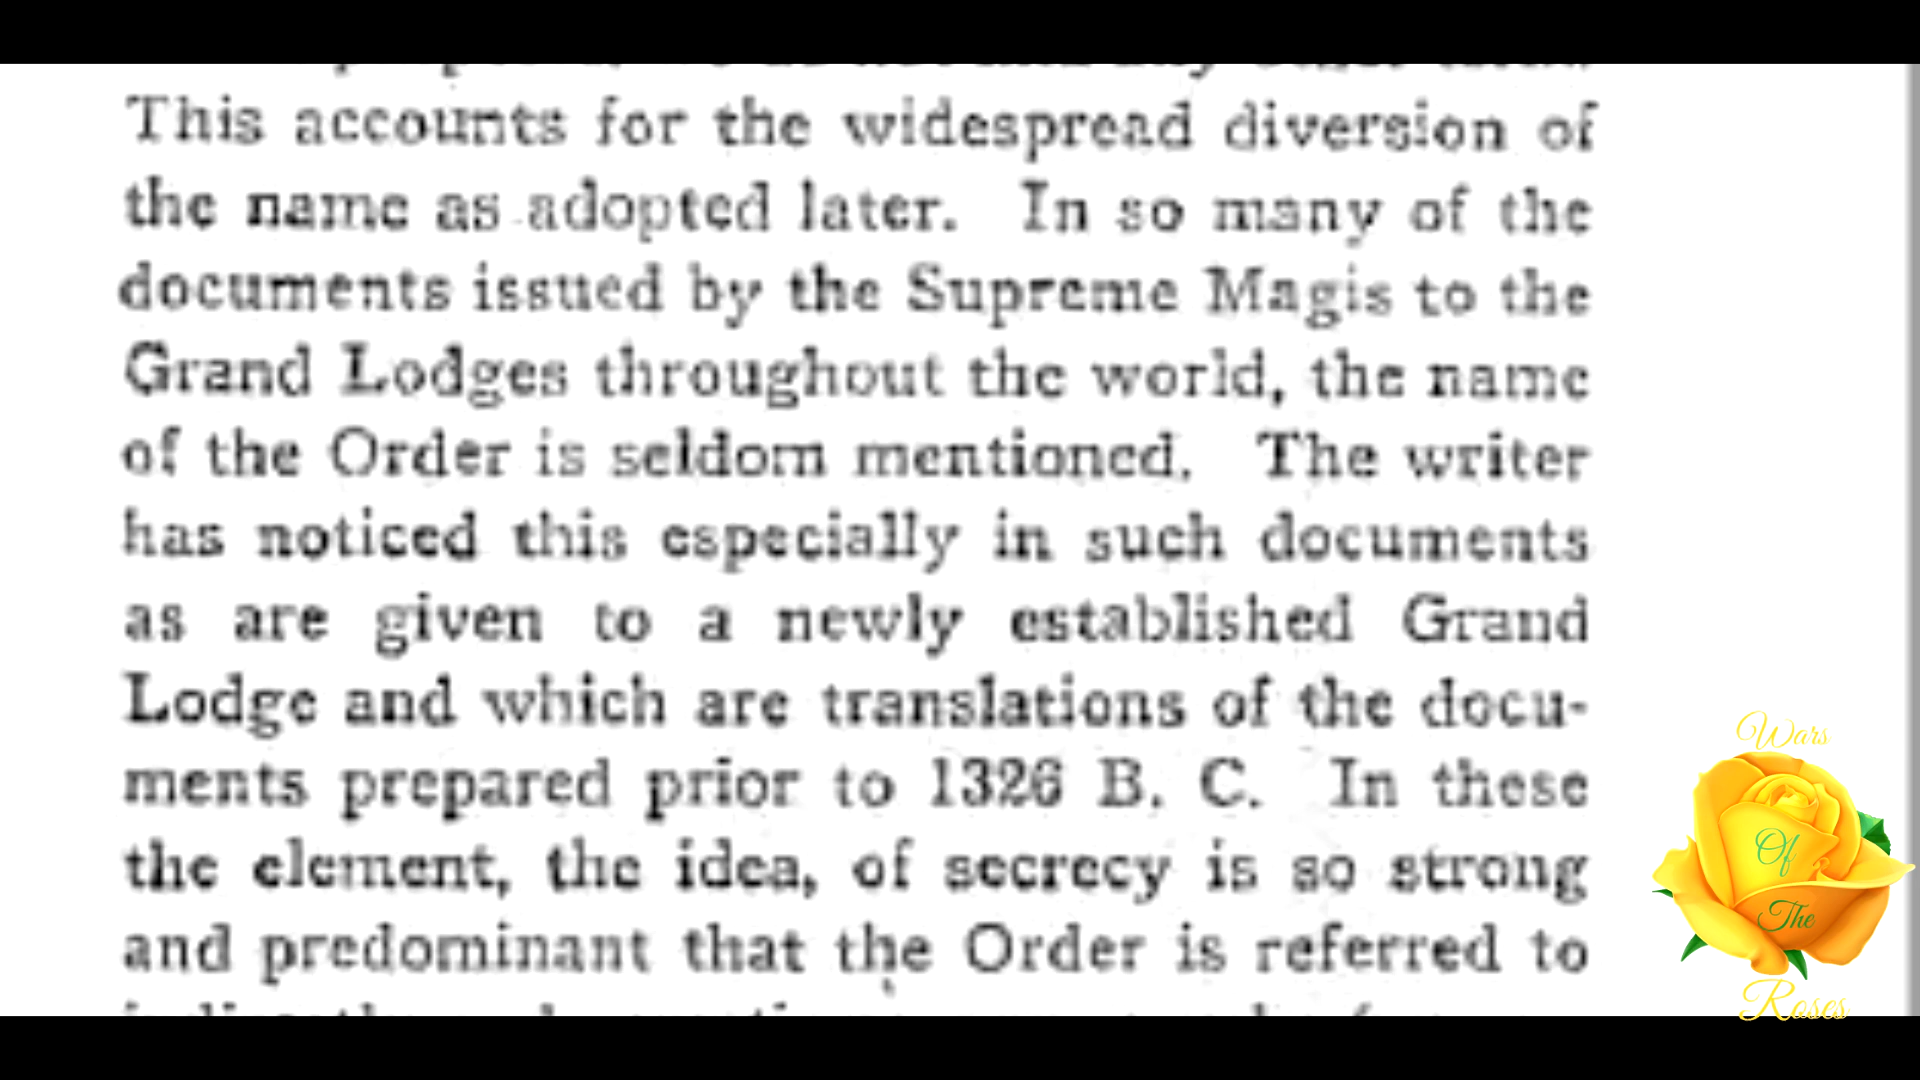 This accounts for the widespread diversion of
the name as adopted later. In so many of the
documents issued by the Supreme Magis to the
Grand Lodges throughout the world, the name
of the Order is seldom mentioned. The writer
has noticed this especially in such documents
as are given to a newly established Grand
Lodge and which are translations of the docu-
ments prepared prior to 1326 B. C. In these
the element, the idea, of secrecy is so strong
and predominant that the Order is referred to
Wars
Of
The
Roses